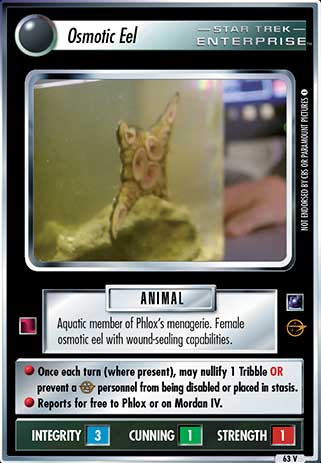 Osmotic Eel
STAR TREK
ENTERPRISE™
NOT ENDORSED BY CBS OR PARAMOUNT PICTURES
ANIMAL
Aquatic member of Phlox's menagerie. Female
osmotic eel with wound-sealing capabilities.
Once each turn (where present), may nullify 1 Tribble OR
prevent a personnel from being disabled or placed in stasis.
Reports for free to Phlox or on Mordan IV.
INTEGRITY 3 CUNNING 1 STRENGTH 1
63 V